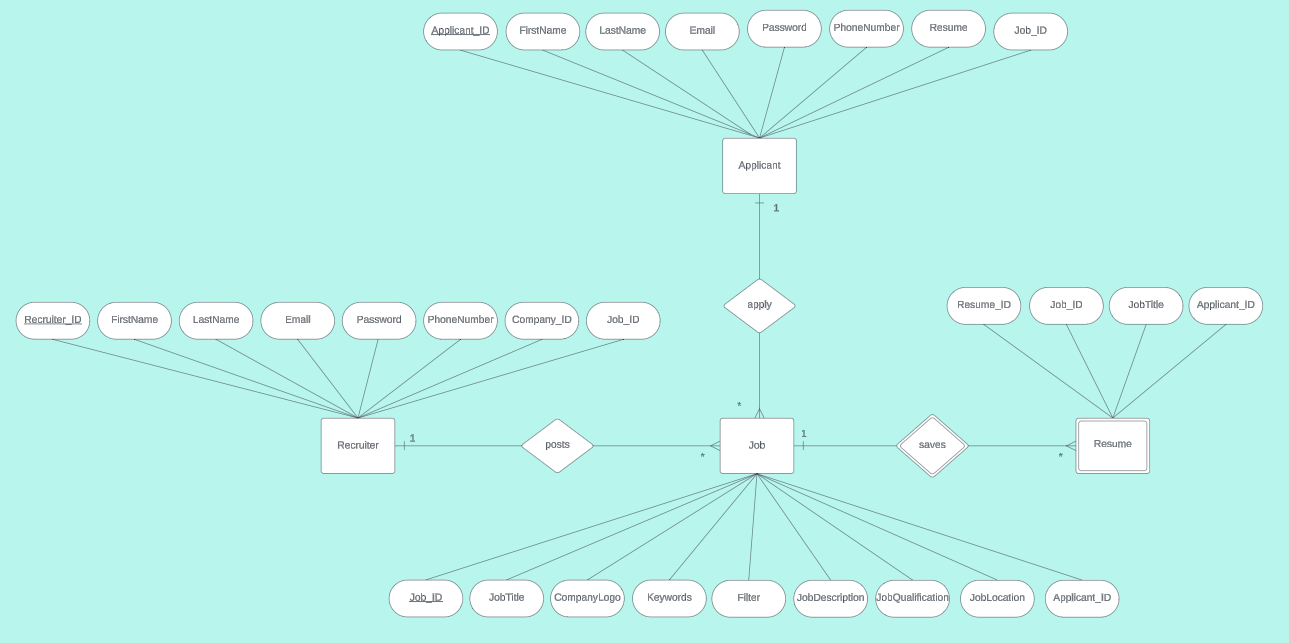 Applicant_ID
FirstName
LastName
Email
Password
PhoneNumber
Resume
Job_ID
Applicant
1
apply
*
Recruiter_ID
FirstName
LastName
Email
Password
PhoneNumber
Company_ID
Job_ID
Resume_ID
Job_ID
JobTitle
Applicant_ID
Recruiter
1
posts
*
Job
1
saves
*
Resume
Job_ID
JobTitle
CompanyLogo
Keywords
Filter
JobDescription
JobQualification
JobLocation
Applicant_ID